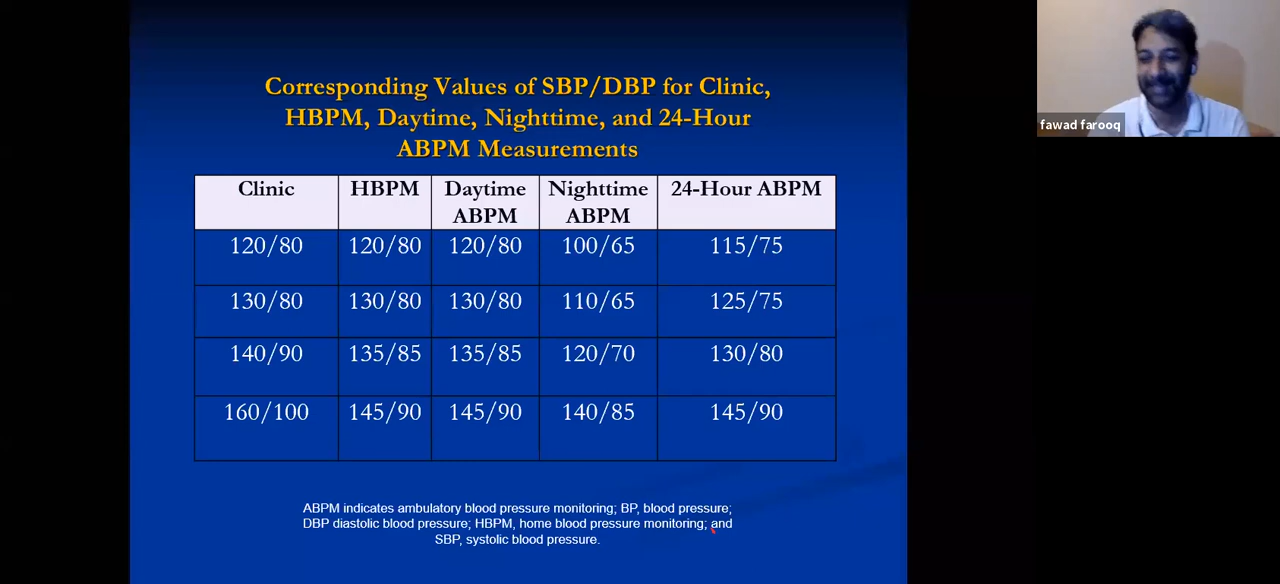 Corresponding Values of SBP/DBP for Clinic,
HBPM, Daytime, Nighttime, and 24-Hour
ABPM Measurements
Clinic HBPM Daytime ABPM Nighttime ABPM 24-Hour ABPM
120/80 120/80 120/80 100/65 115/75
130/80 130/80 130/80 110/65 125/75
140/90 135/85 135/85 120/70 130/80
160/100 145/90 145/90 140/85 145/90
ABPM indicates ambulatory blood pressure monitoring; BP, blood pressure;
DBP diastolic blood pressure; HBPM, home blood pressure monitoring; and
SBP, systolic blood pressure.
fawad farooq